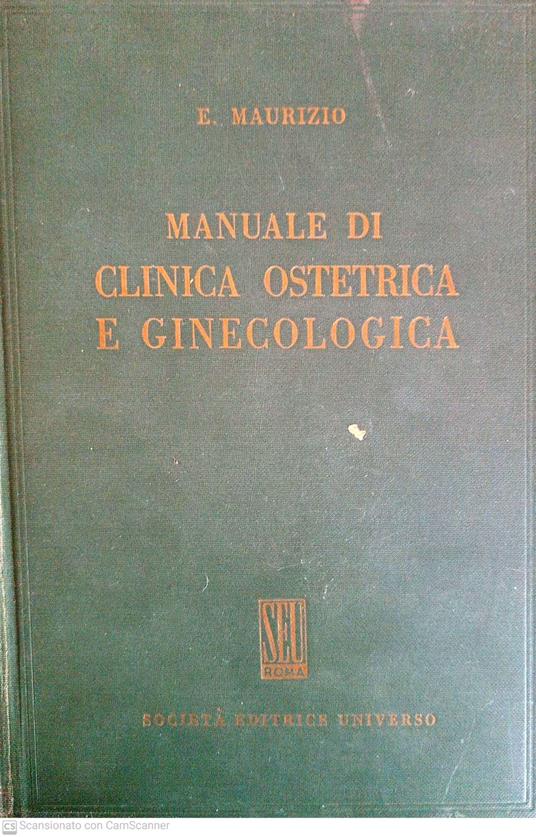 E. MAURIZIO
MANUALE DI
CLINICA OSTETRICA
E GINECOLOGICA
SEU
ROMA
SOCIETÀ EDITRICE UNIVERSO
CS Scansionato con CamScanner